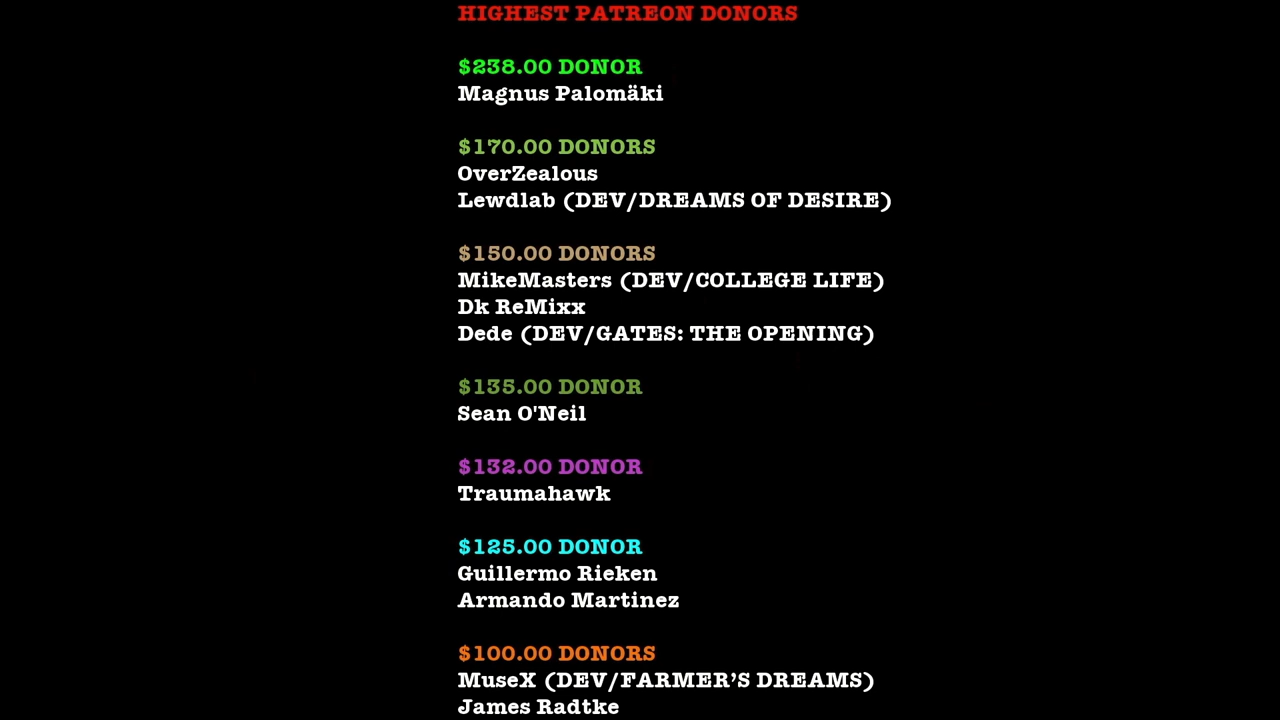 HIGHEST PATREON DONORS
$238.00 DONOR
Magnus Palomäki
$170.00 DONORS
OverZealous
Lewdlab (DEV/DREAMS OF DESIRE)
$150.00 DONORS
MikeMasters (DEV/COLLEGE LIFE)
Dk ReMixx
Dede (DEV/GATES: THE OPENING)
$135.00 DONOR
Sean O'Neil
$132.00 DONOR
Traumahawk
$125.00 DONOR
Guillermo Rieken
Armando Martinez
$100.00 DONORS
MuseX (DEV/FARMER’S DREAMS)
James Radtke